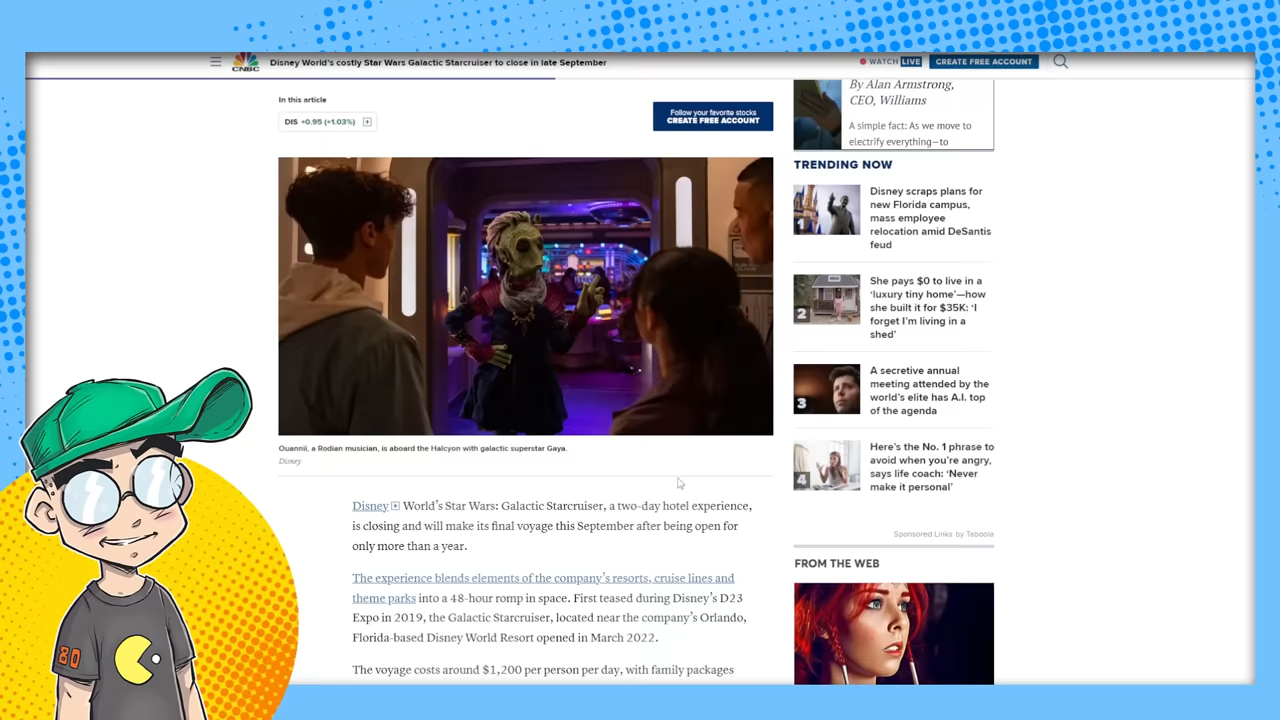 CNBC
Disney World's costly Star Wars Galactic Starcruiser to close in late September
WATCH LIVE
CREATE FREE ACCOUNT
In this article
DIS +0.95 (+1.03%)
Follow your favorite stocks
CREATE FREE ACCOUNT
Ouannii, a Rodian musician, is aboard the Halcyon with galactic superstar Gaya.
Disney
Disney World's Star Wars: Galactic Starcruiser, a two-day hotel experience,
is closing and will make its final voyage this September after being open for
only more than a year.
The experience blends elements of the company's resorts, cruise lines and
theme parks into a 48-hour romp in space. First teased during Disney's D23
Expo in 2019, the Galactic Starcruiser, located near the company's Orlando,
Florida-based Disney World Resort opened in March 2022.
The voyage costs around $1,200 per person per day, with family packages
By Alan Armstrong,
CEO, Williams
A simple fact: As we move to
electrify everything—to
TRENDING NOW
1
Disney scraps plans for
new Florida campus,
mass employee
relocation amid DeSantis
feud
2
She pays $0 to live in a
'luxury tiny home'—how
she built it for $35K: 'I
forget I'm living in a
shed'
3
A secretive annual
meeting attended by the
world's elite has A.I. top
of the agenda
4
Here's the No. 1 phrase to
avoid when you're angry,
says life coach: 'Never
make it personal'
Sponsored Links by Taboola
FROM THE WEB
80